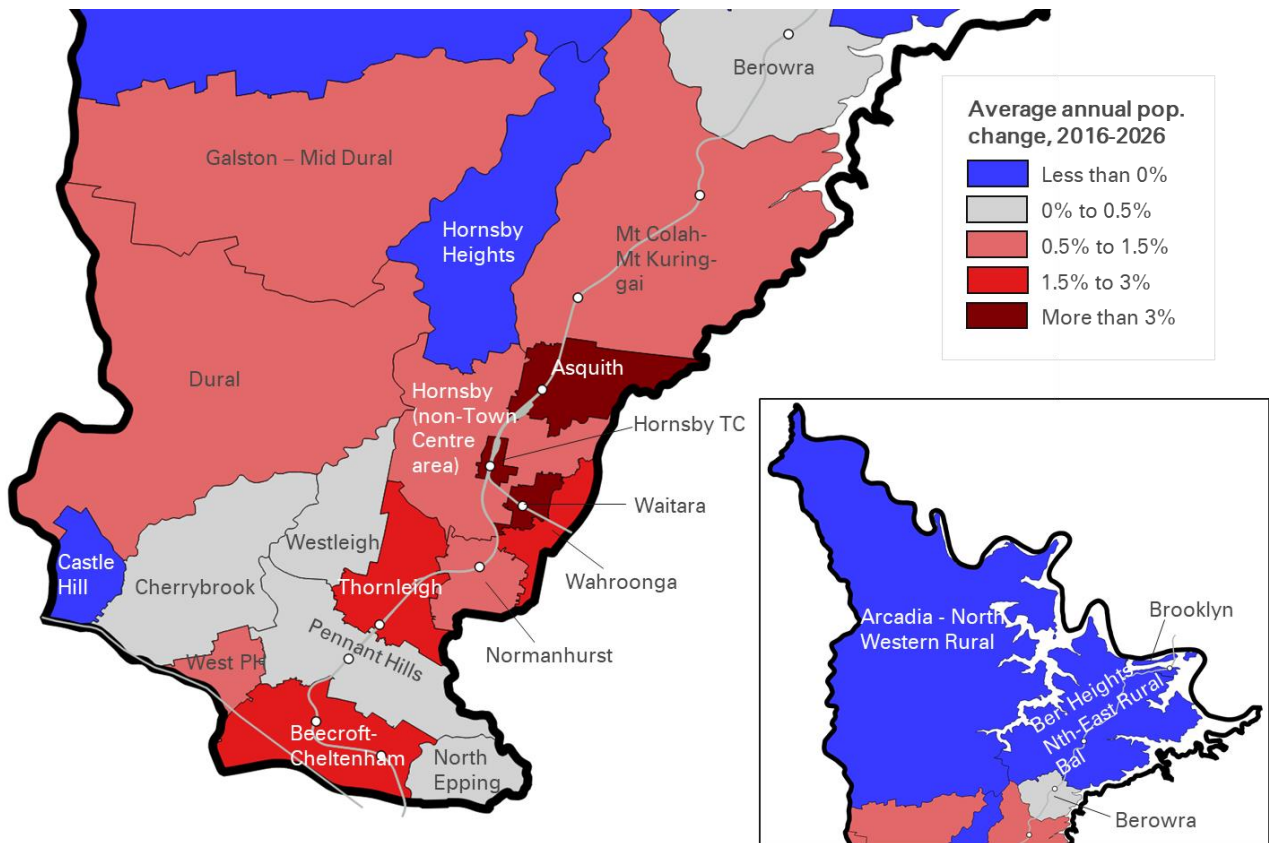 Berowra
Average annual pop.
change, 2016-2026
Less than 0%
0% to 0.5%
0.5% to 1.5%
1.5% to 3%
More than 3%
Galston – Mid Dural
Hornsby
Heights
Mt Colah-
Mt Kuring-
gai
Dural
Asquith
Hornsby
(non-Town
Centre
area)
Hornsby TC
Waitara
Westleigh
Castle
Hill
Cherrybrook
Thornleigh
Wahroonga
Pennant Hills
Normanhurst
West PH
Beecroft-
Cheltenham
North
Epping
Brooklyn
Arcadia - North
Western Rural
Ber. Heights
Nth-East Rural
Bal
Berowra